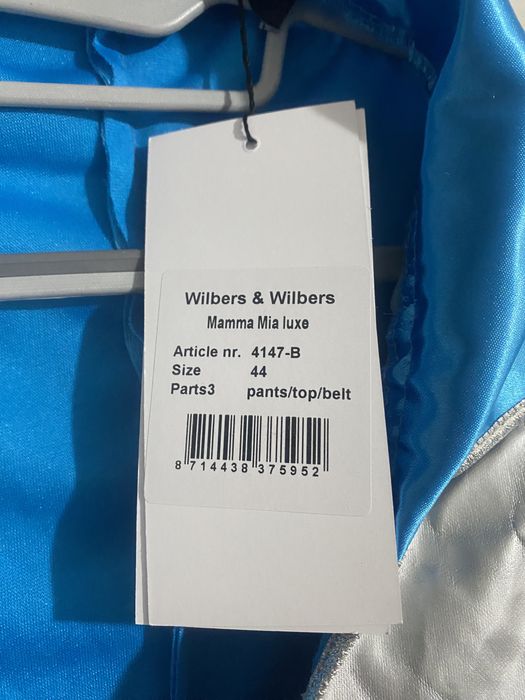 Wilbers & Wilbers
Mamma Mia luxe
Article nr. 4147-B
Size 44
Parts3 pants/top/belt
8 714438 375952